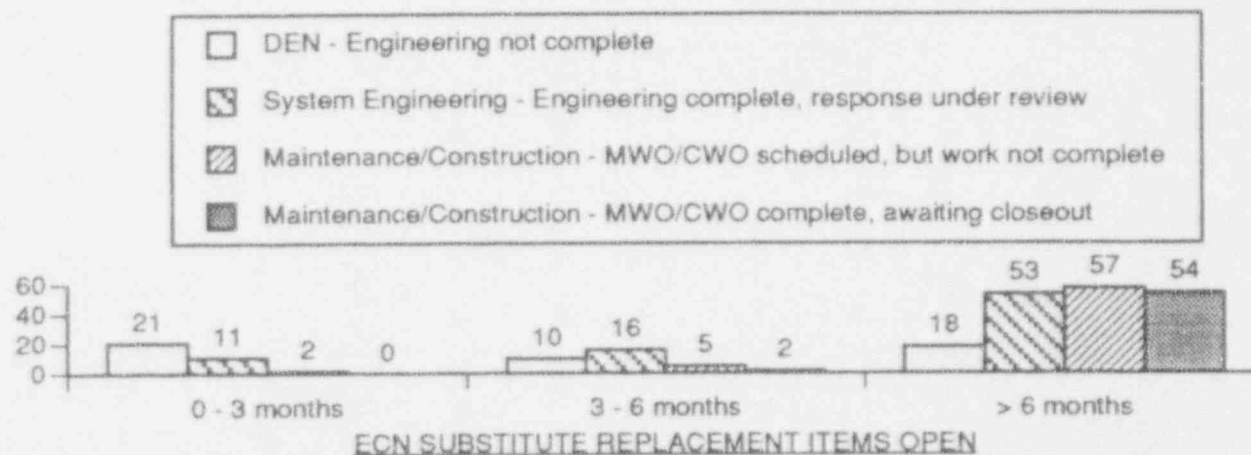 DEN - Engineering not complete
System Engineering - Engineering complete, response under review
Maintenance/Construction - MWO/CWO scheduled, but work not complete
Maintenance/Construction - MWO/CWO complete, awaiting closeout
60
40
20
0
21 11 2 0
10 16 5 2
18 53 57 54
0 - 3 months 3 - 6 months > 6 months
ECN SUBSTITUTE REPLACEMENT ITEMS OPEN